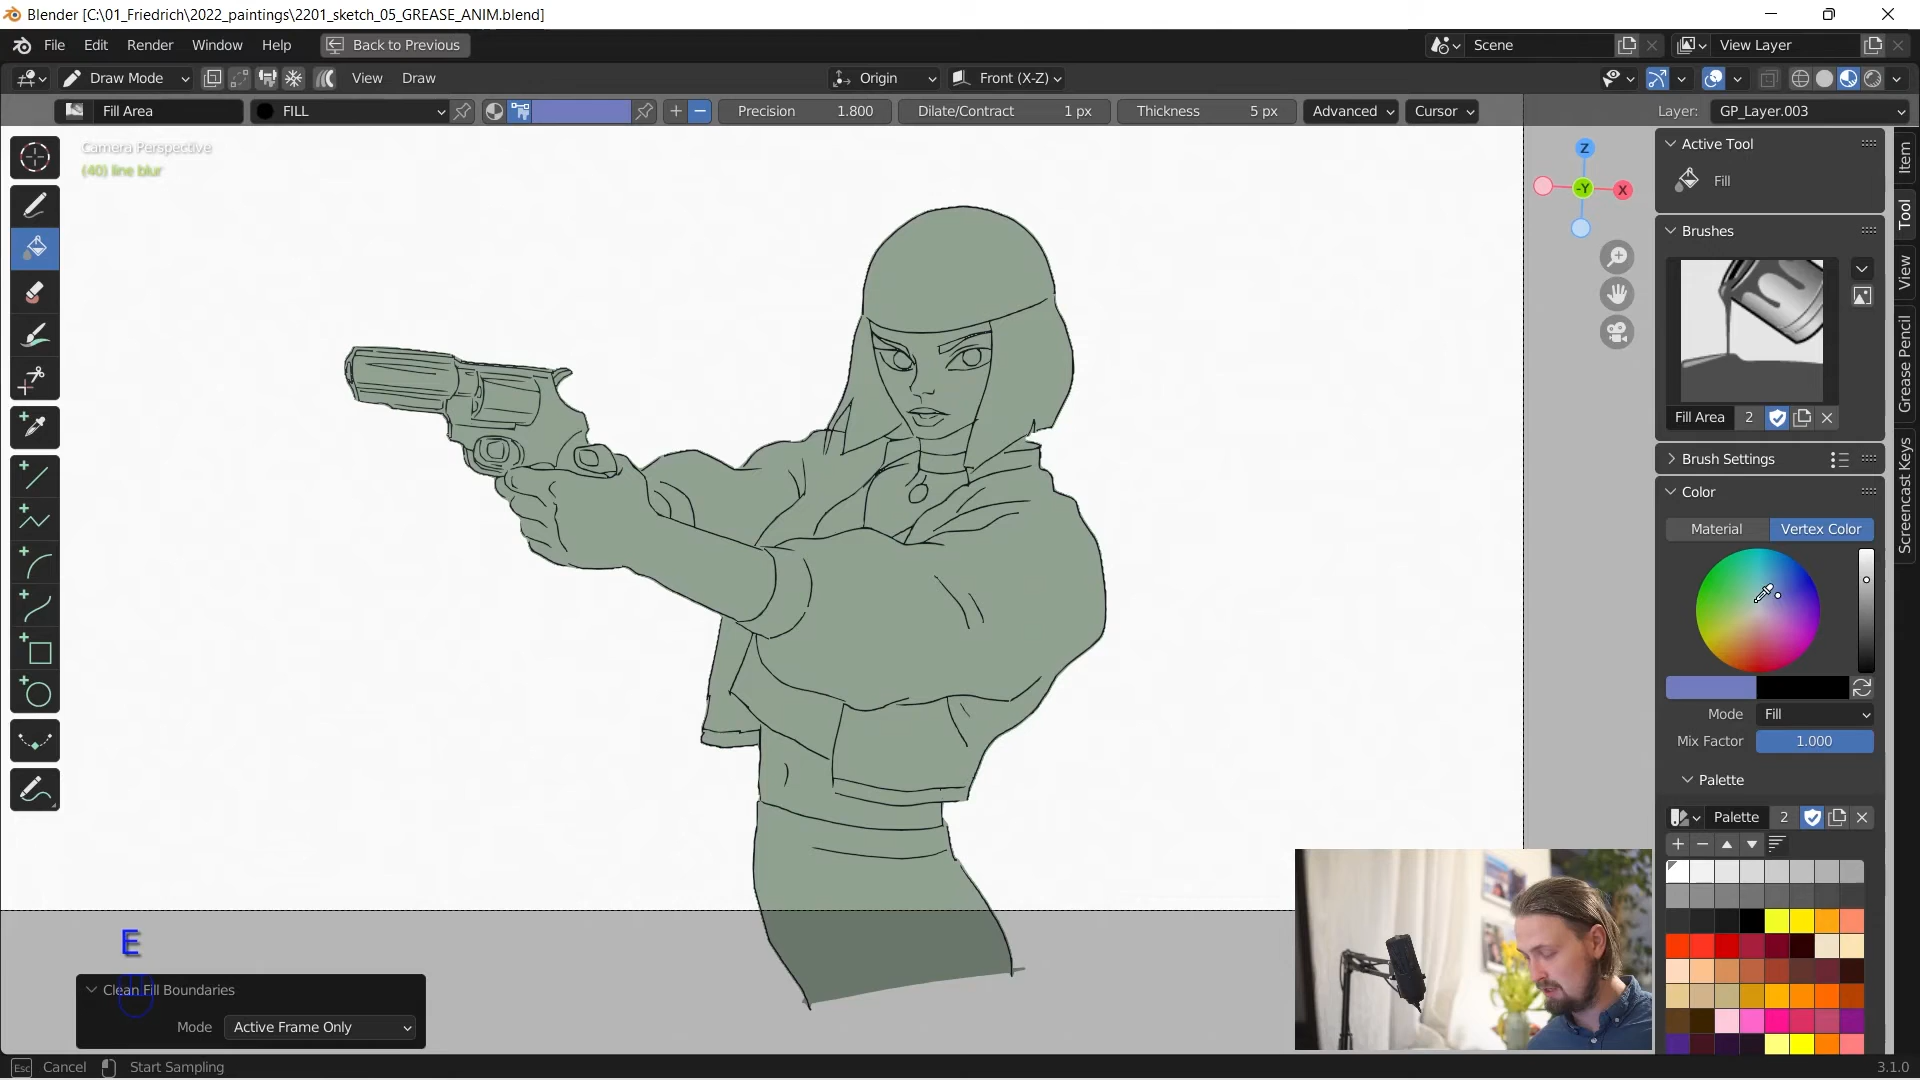 Blender [C:\01_Friedrich\2022_paintings\2201_sketch_05_GREASE_ANIM.blend]
File Edit Render Window Help Back to Previous Scene View Layer
Draw Mode View Draw Origin Front (X-Z)
Fill Area FILL Precision 1.800 Dilate/Contract 1 px Thickness 5 px Advanced Cursor Layer: GP_Layer.003
Camera Perspective
(40) line blur
Z
-Y
X
Active Tool
Fill
Brushes
Fill Area 2
Brush Settings
Color
Material Vertex Color
Mode Fill
Mix Factor 1.000
Palette
Palette 2
Item
Tool
View
Grease Pencil
Screencast Keys
E
Clean Fill Boundaries
Mode Active Frame Only
Esc Cancel Start Sampling 3.1.0